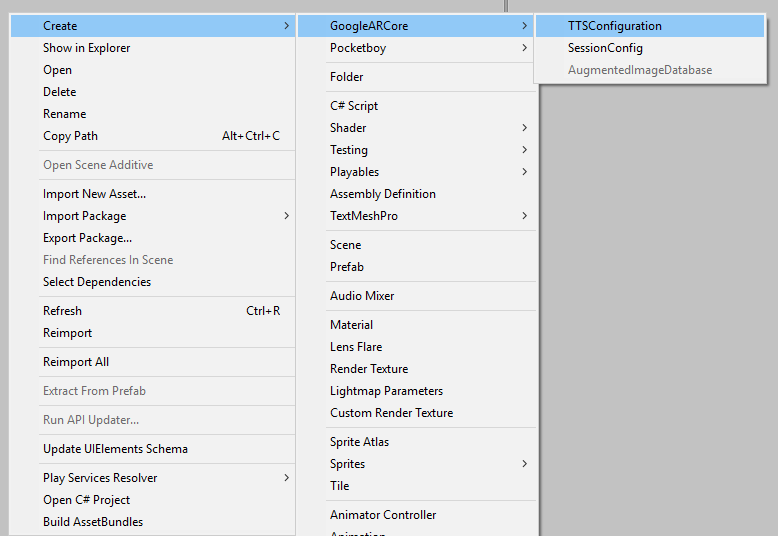 Create
Show in Explorer
Open
Delete
Rename
Copy Path Alt+Ctrl+C
Open Scene Additive
Import New Asset...
Import Package
Export Package...
Find References In Scene
Select Dependencies
Refresh Ctrl+R
Reimport
Reimport All
Extract From Prefab
Run API Updater...
Update UIElements Schema
Play Services Resolver
Open C# Project
Build AssetBundles
GoogleARCore
Pocketboy
Folder
C# Script
Shader
Testing
Playables
Assembly Definition
TextMeshPro
Scene
Prefab
Audio Mixer
Material
Lens Flare
Render Texture
Lightmap Parameters
Custom Render Texture
Sprite Atlas
Sprites
Tile
Animator Controller
Animation
TTSConfiguration
SessionConfig
AugmentedImageDatabase